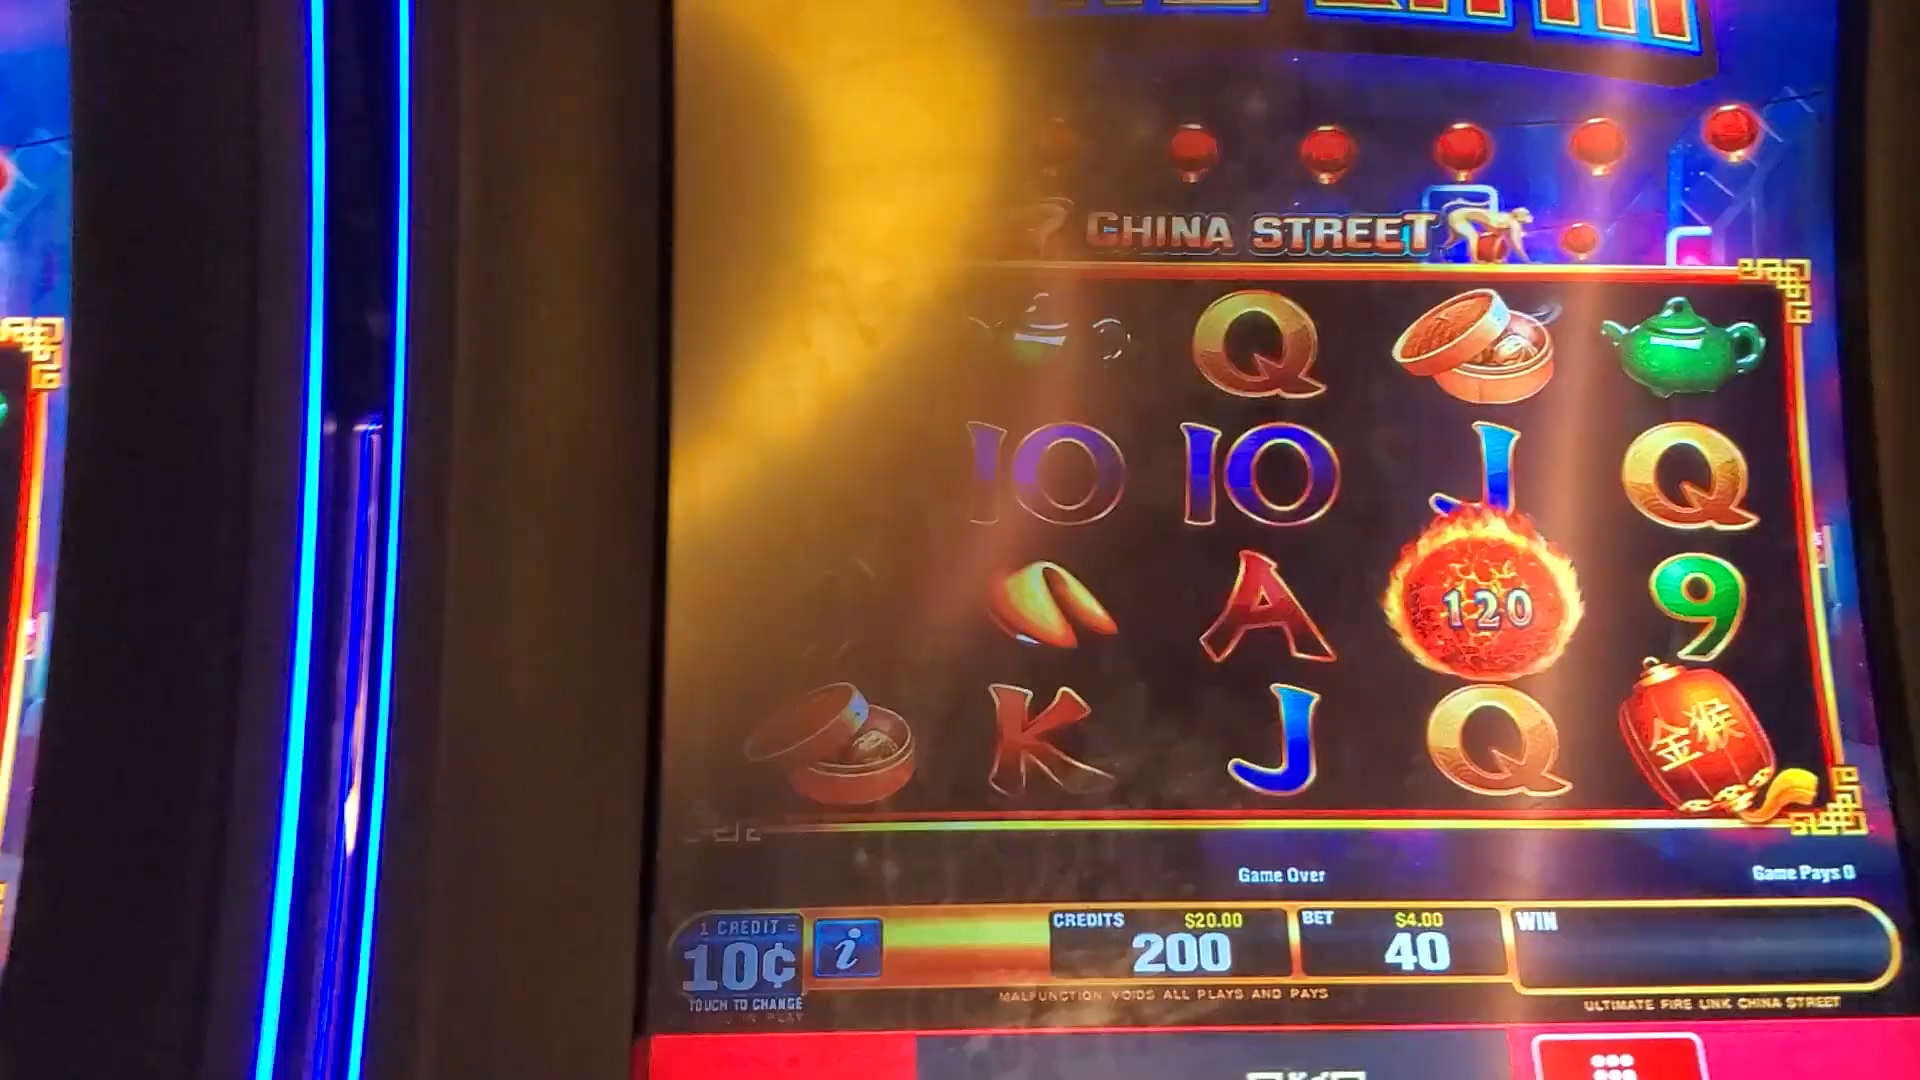 CHINA STREET
Q
10 10 J Q
A 120 9
K J Q 金猴
Game Over
Game Pays 0
1 CREDIT =
10¢
TOUCH TO CHANGE
i
CREDITS $20.00
200
BET $4.00
40
WIN
MALFUNCTION VOIDS ALL PLAYS AND PAYS
ULTIMATE FIRE LINK CHINA STREET